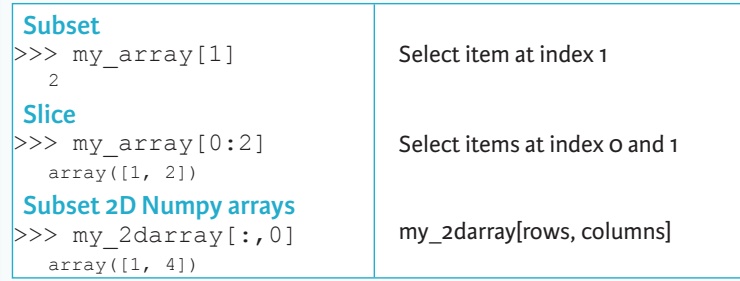 Subset
>>> my_array[1] Select item at index 1
2
Slice
>>> my_array[0:2] Select items at index 0 and 1
array([1, 2])
Subset 2D Numpy arrays
>>> my_2darray[:,0] my_2darray[rows, columns]
array([1, 4])